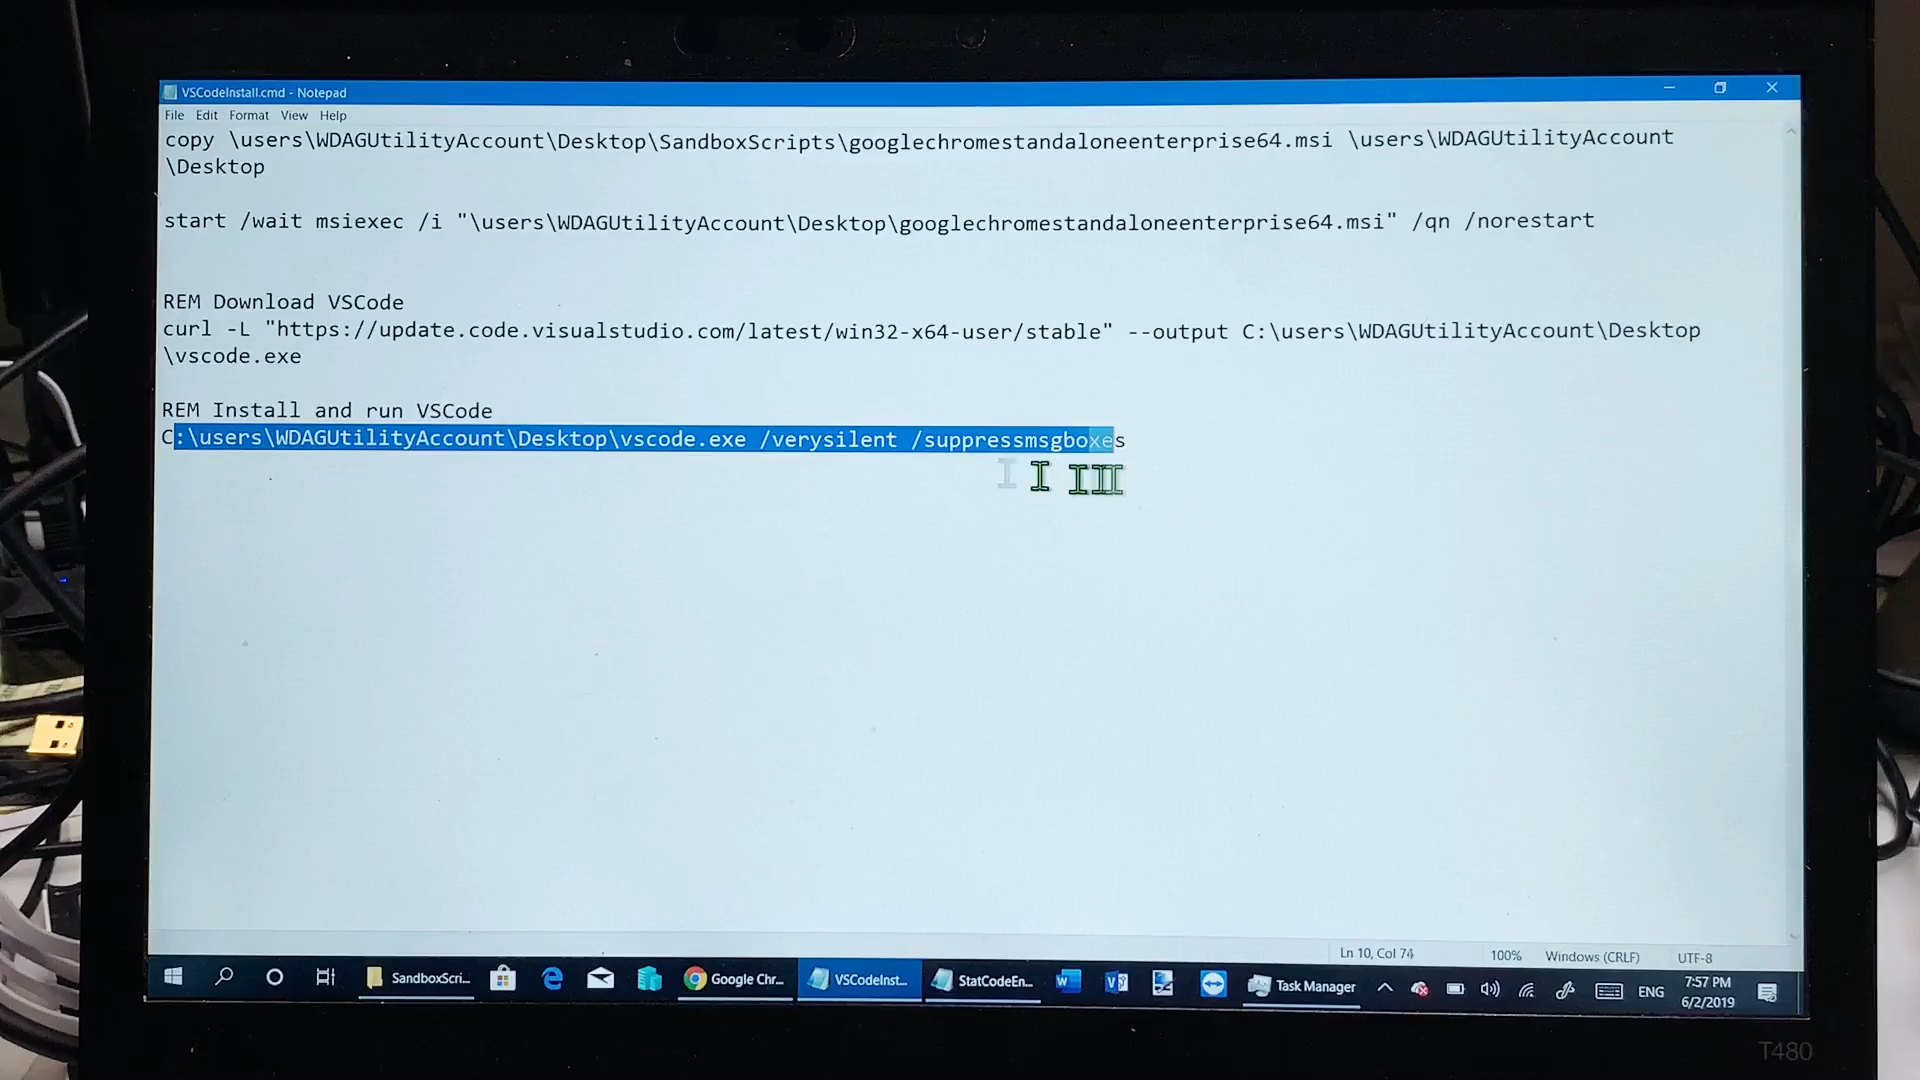 VSCodeInstall.cmd - Notepad
File Edit Format View Help
copy \users\WDAGUtilityAccount\Desktop\SandboxScripts\googlechromestandaloneenterprise64.msi \users\WDAGUtilityAccount
\Desktop
start /wait msiexec /i "\users\WDAGUtilityAccount\Desktop\googlechromestandaloneenterprise64.msi" /qn /norestart
REM Download VSCode
curl -L "https://update.code.visualstudio.com/latest/win32-x64-user/stable" --output C:\users\WDAGUtilityAccount\Desktop
\vscode.exe
REM Install and run VSCode
C:\users\WDAGUtilityAccount\Desktop\vscode.exe /verysilent /suppressmsgboxes
Ln 10, Col 74 100% Windows (CRLF) UTF-8
SandboxScri... Google Chr... VSCodeInst... StatCodeEn... Task Manager ENG 7:57 PM
6/2/2019
T480